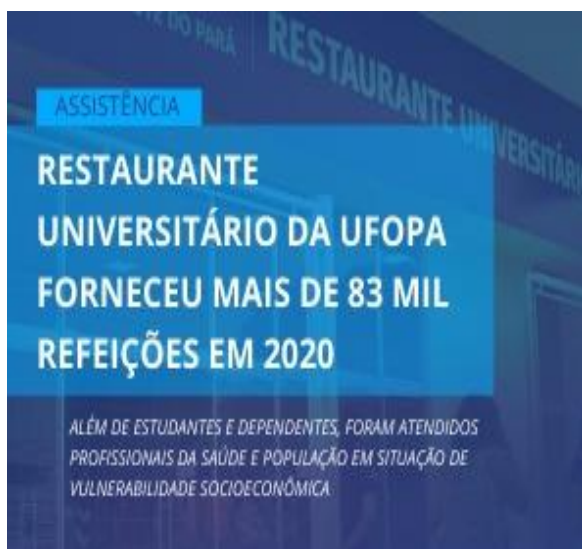 DO PARÁ
RESTAURANTE UNIVERSITÁRI
ASSISTÊNCIA
RESTAURANTE
UNIVERSITÁRIO DA UFOPA
FORNECEU MAIS DE 83 MIL
REFEIÇÕES EM 2020
ALÉM DE ESTUDANTES E DEPENDENTES, FORAM ATENDIDOS
PROFISSIONAIS DA SAÚDE E POPULAÇÃO EM SITUAÇÃO DE
VULNERABILIDADE SOCIOECONÔMICA